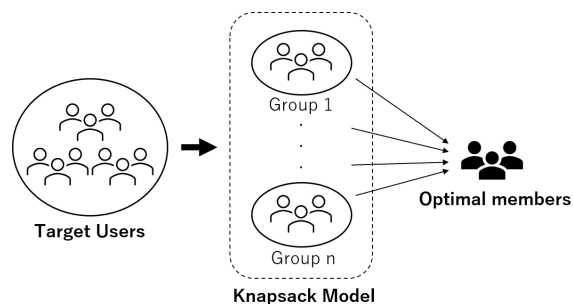 Target Users
Group 1
.
.
.
Group n
Knapsack Model
Optimal members